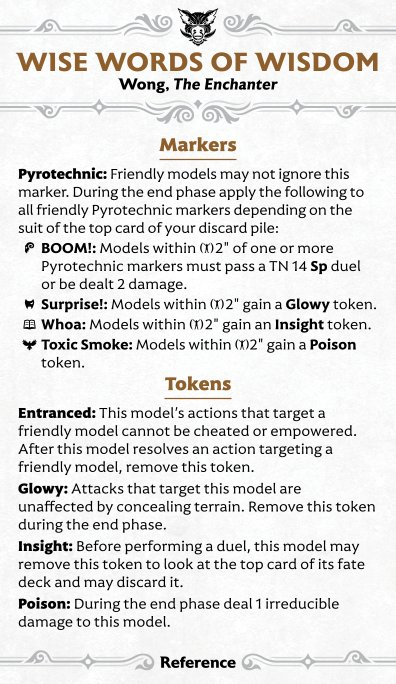 WISE WORDS OF WISDOM
Wong, The Enchanter
Markers
Pyrotechnic: Friendly models may not ignore this
marker. During the end phase apply the following to
all friendly Pyrotechnic markers depending on the
suit of the top card of your discard pile:
BOOM!: Models within 2" of one or more
Pyrotechnic markers must pass a TN 14 Sp duel
or be dealt 2 damage.
Surprise!: Models within 2" gain a Glowy token.
Whoa: Models within 2" gain an Insight token.
Toxic Smoke: Models within 2" gain a Poison
token.
Tokens
Entranced: This model's actions that target a
friendly model cannot be cheated or empowered.
After this model resolves an action targeting a
friendly model, remove this token.
Glowy: Attacks that target this model are
unaffected by concealing terrain. Remove this token
during the end phase.
Insight: Before performing a duel, this model may
remove this token to look at the top card of its fate
deck and may discard it.
Poison: During the end phase deal 1 irreducible
damage to this model.
Reference